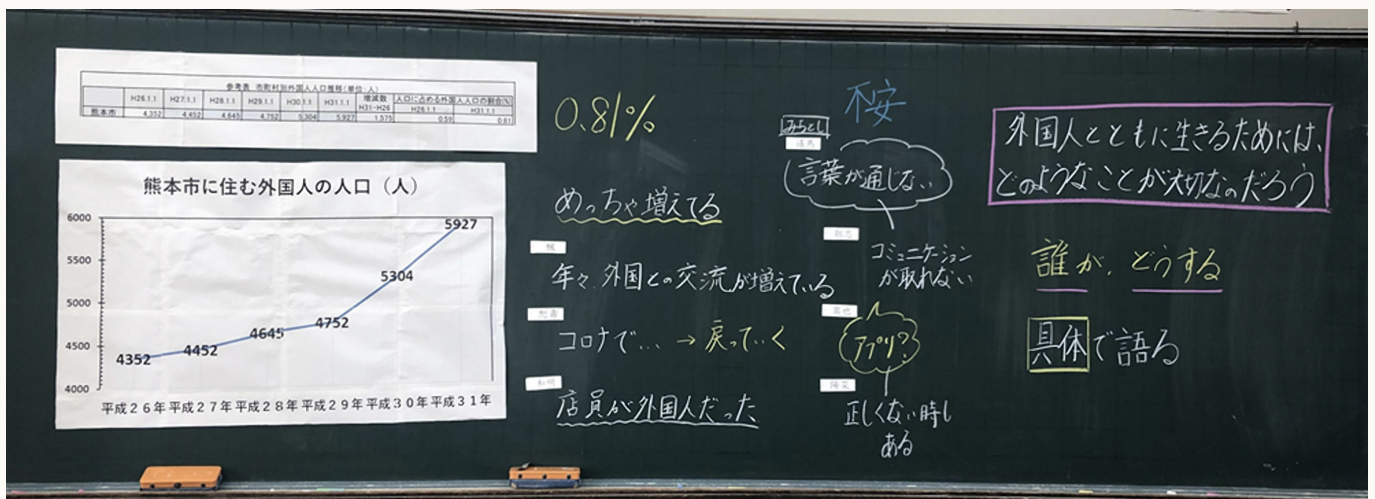 参考表 市町村別外国人人口推移(単位:人)
H26.1.1 H27.1.1 H28.1.1 H29.1.1 H30.1.1 H31.1.1 増減数 H31-H26 人口に占める外国人人口の割合(%) H26.1.1 H31.1.1
熊本市 4,352 4,452 4,645 4,752 5,304 5,927 1,575 0.59 0.81
熊本市に住む外国人の人口(人)
6000
5500
5000
4500
4000
4352
4452
4645
4752
5304
5927
平成26年 平成27年 平成28年 平成29年 平成30年 平成31年
0.81%
めっちゃ増えてる
年々、外国との交流が増えている
コロナで… → 戻っていく
店員が外国人だった
不安
みらとし
言葉が通じない
コミュニケーション
が取れない
アプリ?
正しくない時も
ある
外国人とともに生きるためには、
どのようなことが大切なのだろう
誰が、どうする
具体で語る